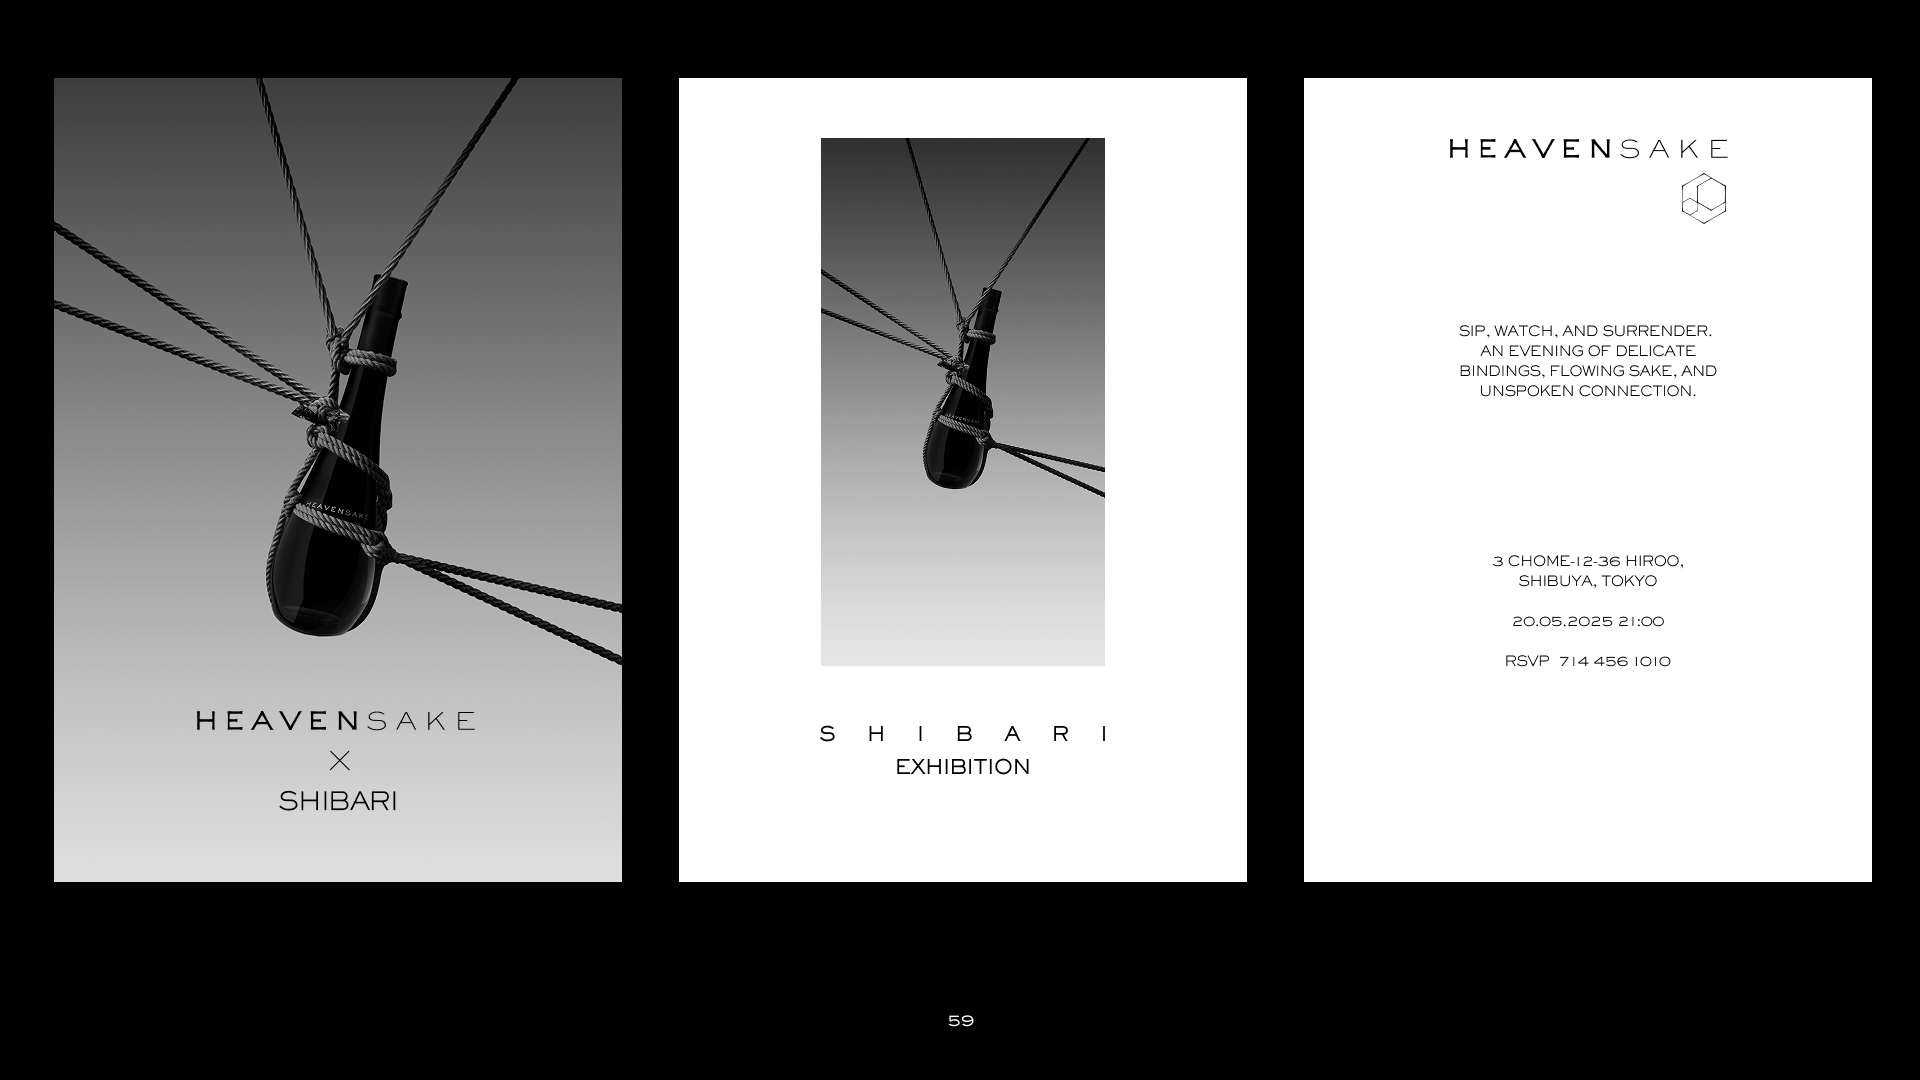 HEAVENSAKE
HEAVENSAKE
×
SHIBARI
HEAVENSAKE
S H I B A R I
EXHIBITION
HEAVENSAKE
SIP, WATCH, AND SURRENDER.
AN EVENING OF DELICATE
BINDINGS, FLOWING SAKE, AND
UNSPOKEN CONNECTION.
3 CHOME-12-36 HIROO,
SHIBUYA, TOKYO
20.05.2025 21:00
RSVP 714 456 1010
59